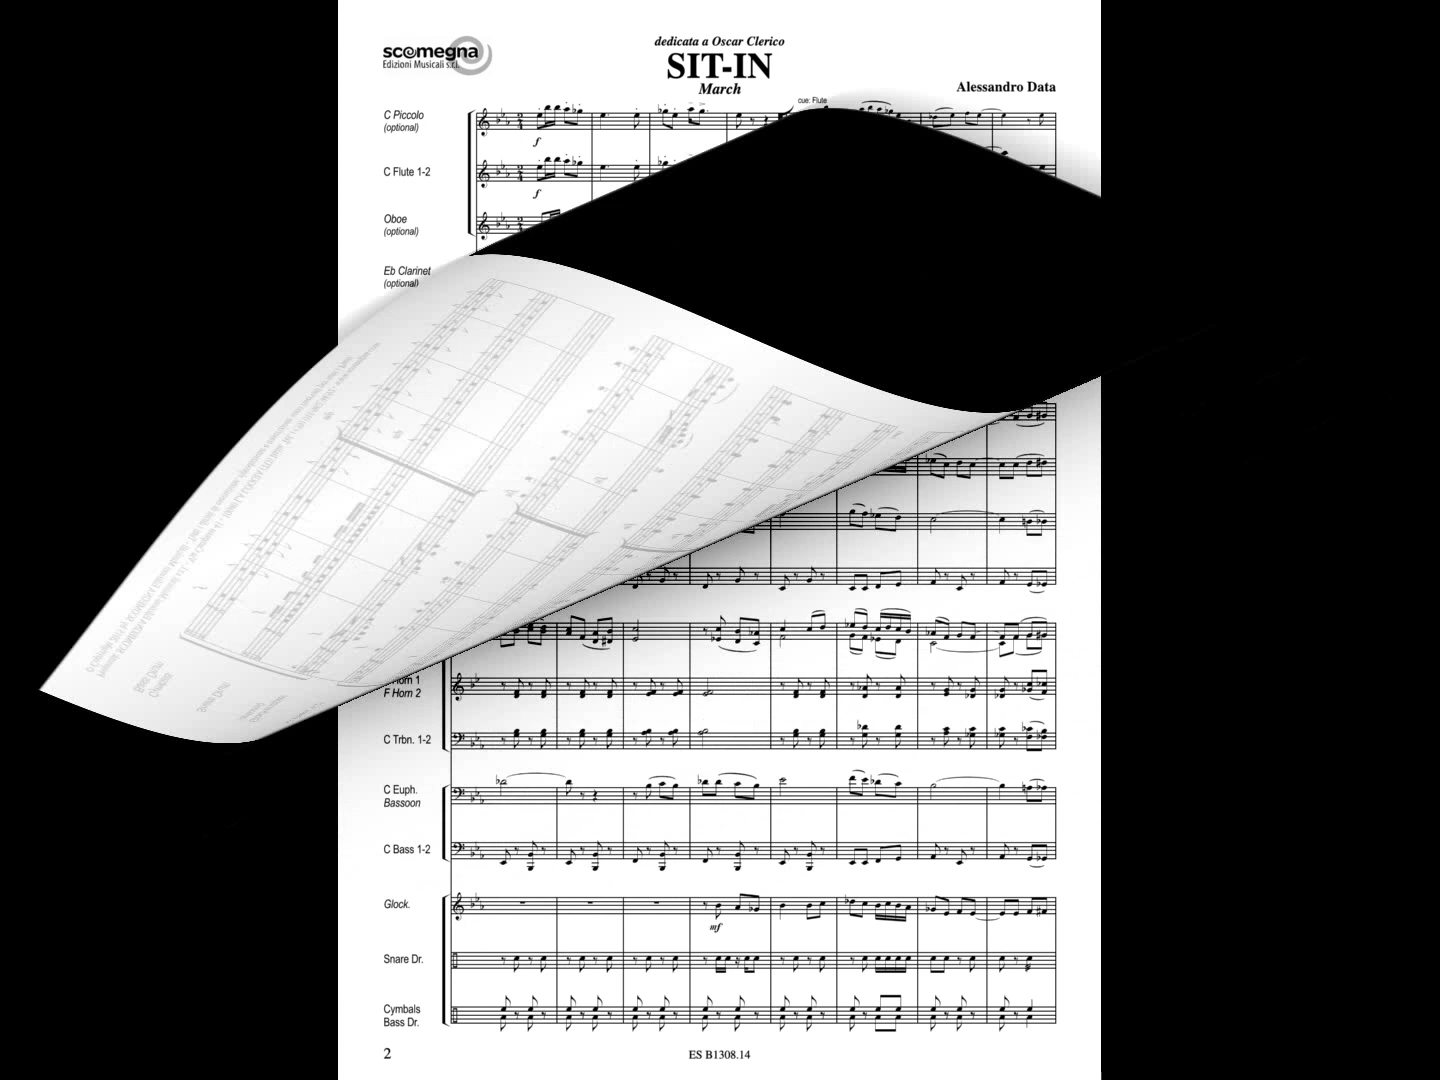 scomegna
Edizioni Musicali s.r.l.
dedicata a Oscar Clerico
SIT-IN
March
Alessandro Data
cue: Flute
C Piccolo
(optional)
f
C Flute 1-2
f
Oboe
(optional)
Eb Clarinet
(optional)
Horn 1
F Horn 2
C Trbn. 1-2
C Euph.
Bassoon
C Bass 1-2
Glock.
mf
Snare Dr.
Cymbals
Bass Dr.
2
ES B1308.14